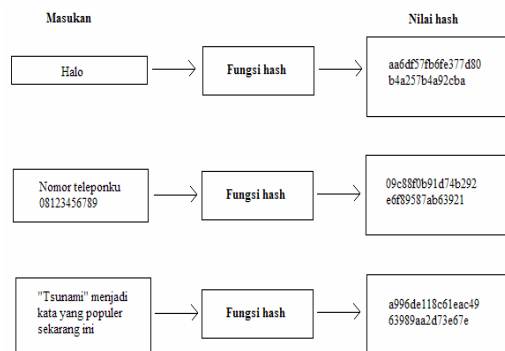 Masukan
Nilai hash
Halo
Fungsi hash
aa6df57fb6fe377d80
b4a257b4a92cba
Nomor teleponku
08123456789
Fungsi hash
09c88f0b91d74b292
e6f89587ab63921
"Tsunami" menjadi
kata yang populer
sekarang ini
Fungsi hash
a996de118c61eac49
63989aa2d73e67e